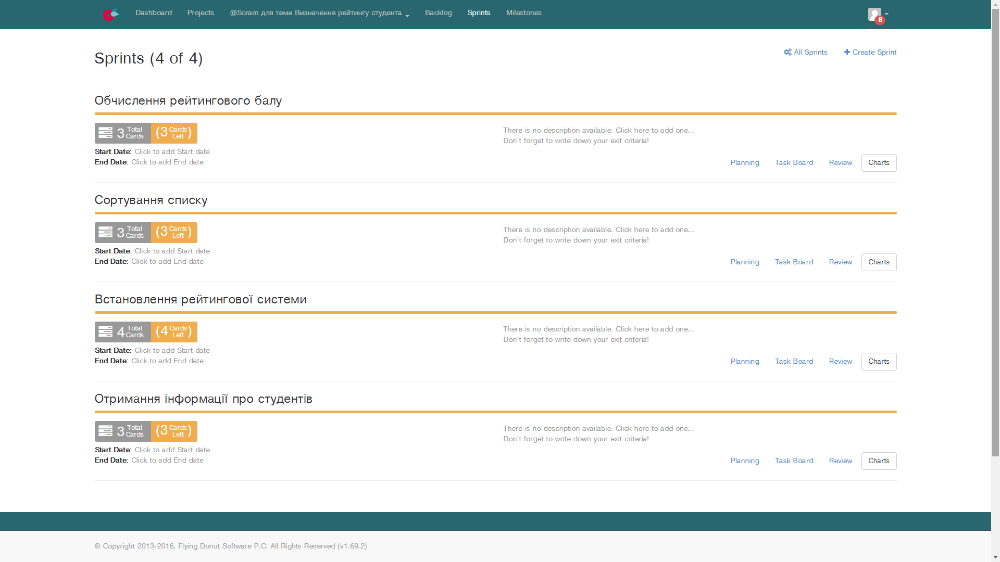 Dashboard Projects @Scram для теми Визначення рейтингу студента Backlog Sprints Milestones 8
Sprints (4 of 4)
All Sprints Create Sprint
Обчислення рейтингового балу
3 Total Cards (3 Cards Left)
There is no description available. Click here to add one...
Don't forget to write down your exit criteria!
Start Date: Click to add Start date
End Date: Click to add End date
Planning Task Board Review Charts
Сортування списку
3 Total Cards (3 Cards Left)
There is no description available. Click here to add one...
Don't forget to write down your exit criteria!
Start Date: Click to add Start date
End Date: Click to add End date
Planning Task Board Review Charts
Встановлення рейтингової системи
4 Total Cards (4 Cards Left)
There is no description available. Click here to add one...
Don't forget to write down your exit criteria!
Start Date: Click to add Start date
End Date: Click to add End date
Planning Task Board Review Charts
Отримання інформації про студентів
3 Total Cards (3 Cards Left)
There is no description available. Click here to add one...
Don't forget to write down your exit criteria!
Start Date: Click to add Start date
End Date: Click to add End date
Planning Task Board Review Charts
© Copyright 2013-2016, Flying Donut Software P.C. All Rights Reserved (v1.69.2)